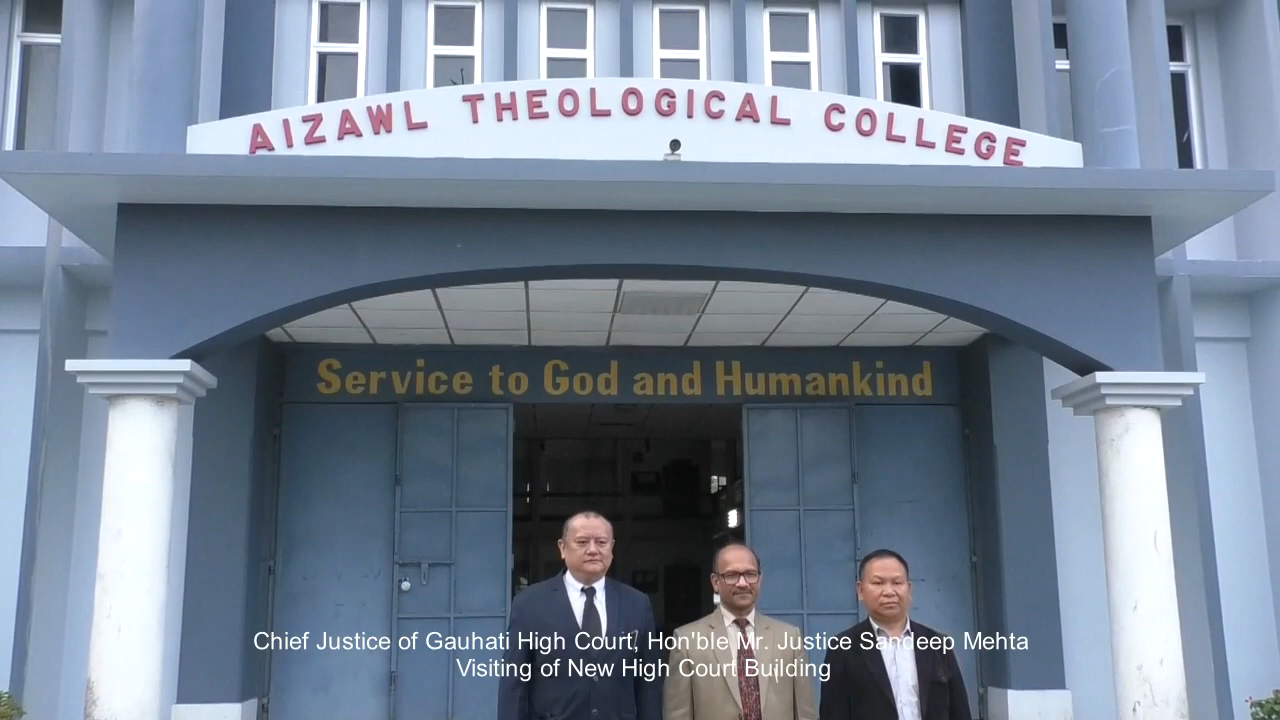 AIZAWL THEOLOGICAL COLLEGE
Service to God and Humankind
Chief Justice of Gauhati High Court, Hon'ble Mr. Justice Sandeep Mehta
Visiting of New High Court Building